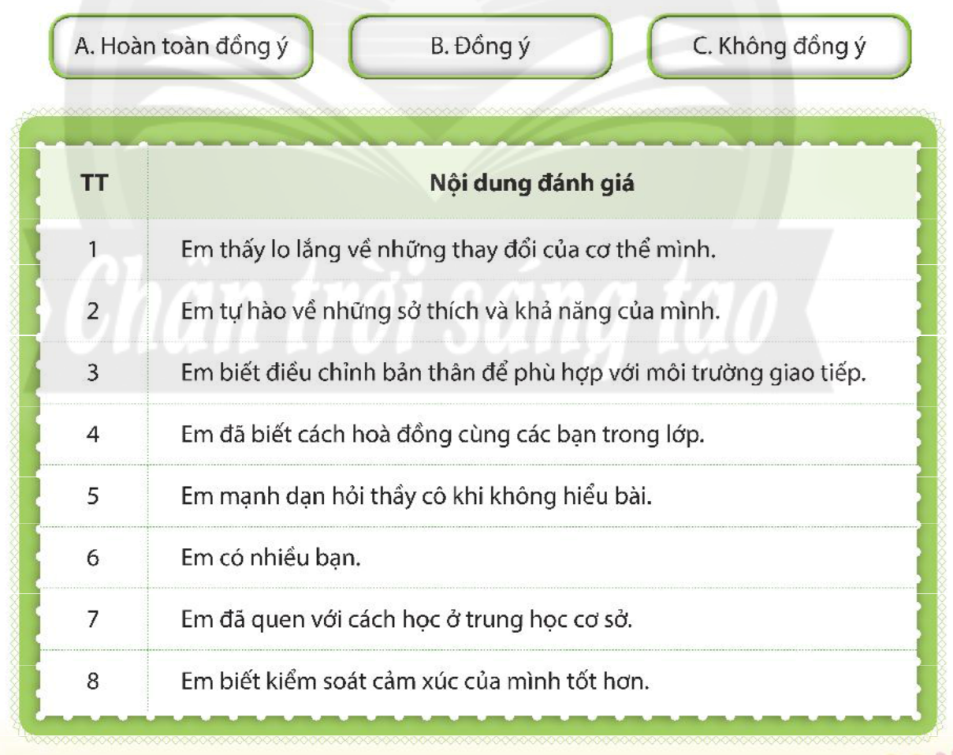 A. Hoàn toàn đồng ý B. Đồng ý C. Không đồng ý
TT Nội dung đánh giá
1 Em thấy lo lắng về những thay đổi của cơ thể mình.
2 Em tự hào về những sở thích và khả năng của mình.
3 Em biết điều chỉnh bản thân để phù hợp với môi trường giao tiếp.
4 Em đã biết cách hoà đồng cùng các bạn trong lớp.
5 Em mạnh dạn hỏi thầy cô khi không hiểu bài.
6 Em có nhiều bạn.
7 Em đã quen với cách học ở trung học cơ sở.
8 Em biết kiểm soát cảm xúc của mình tốt hơn.
Chân trời sáng tạo